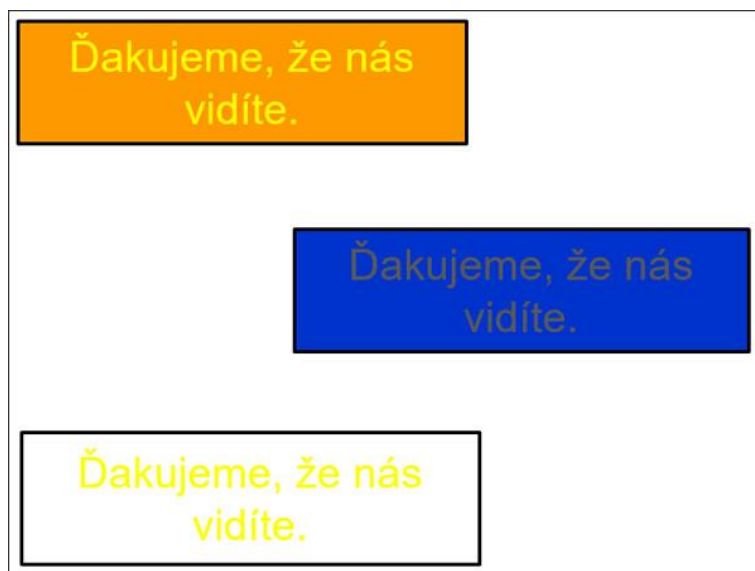 Ďakujeme, že nás
vidíte.
Ďakujeme, že nás
vidíte.
Ďakujeme, že nás
vidíte.